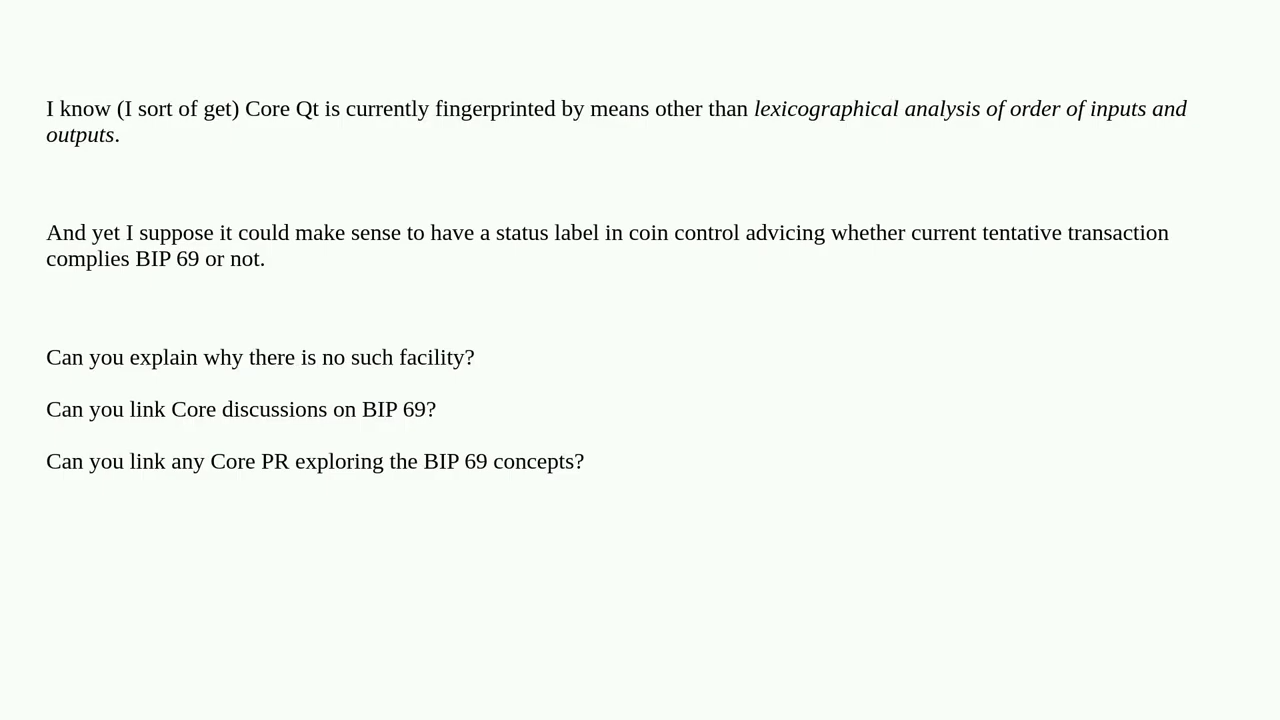 I know (I sort of get) Core Qt is currently fingerprinted by means other than lexicographical analysis of order of inputs and
outputs.
And yet I suppose it could make sense to have a status label in coin control advicing whether current tentative transaction
complies BIP 69 or not.
Can you explain why there is no such facility?
Can you link Core discussions on BIP 69?
Can you link any Core PR exploring the BIP 69 concepts?